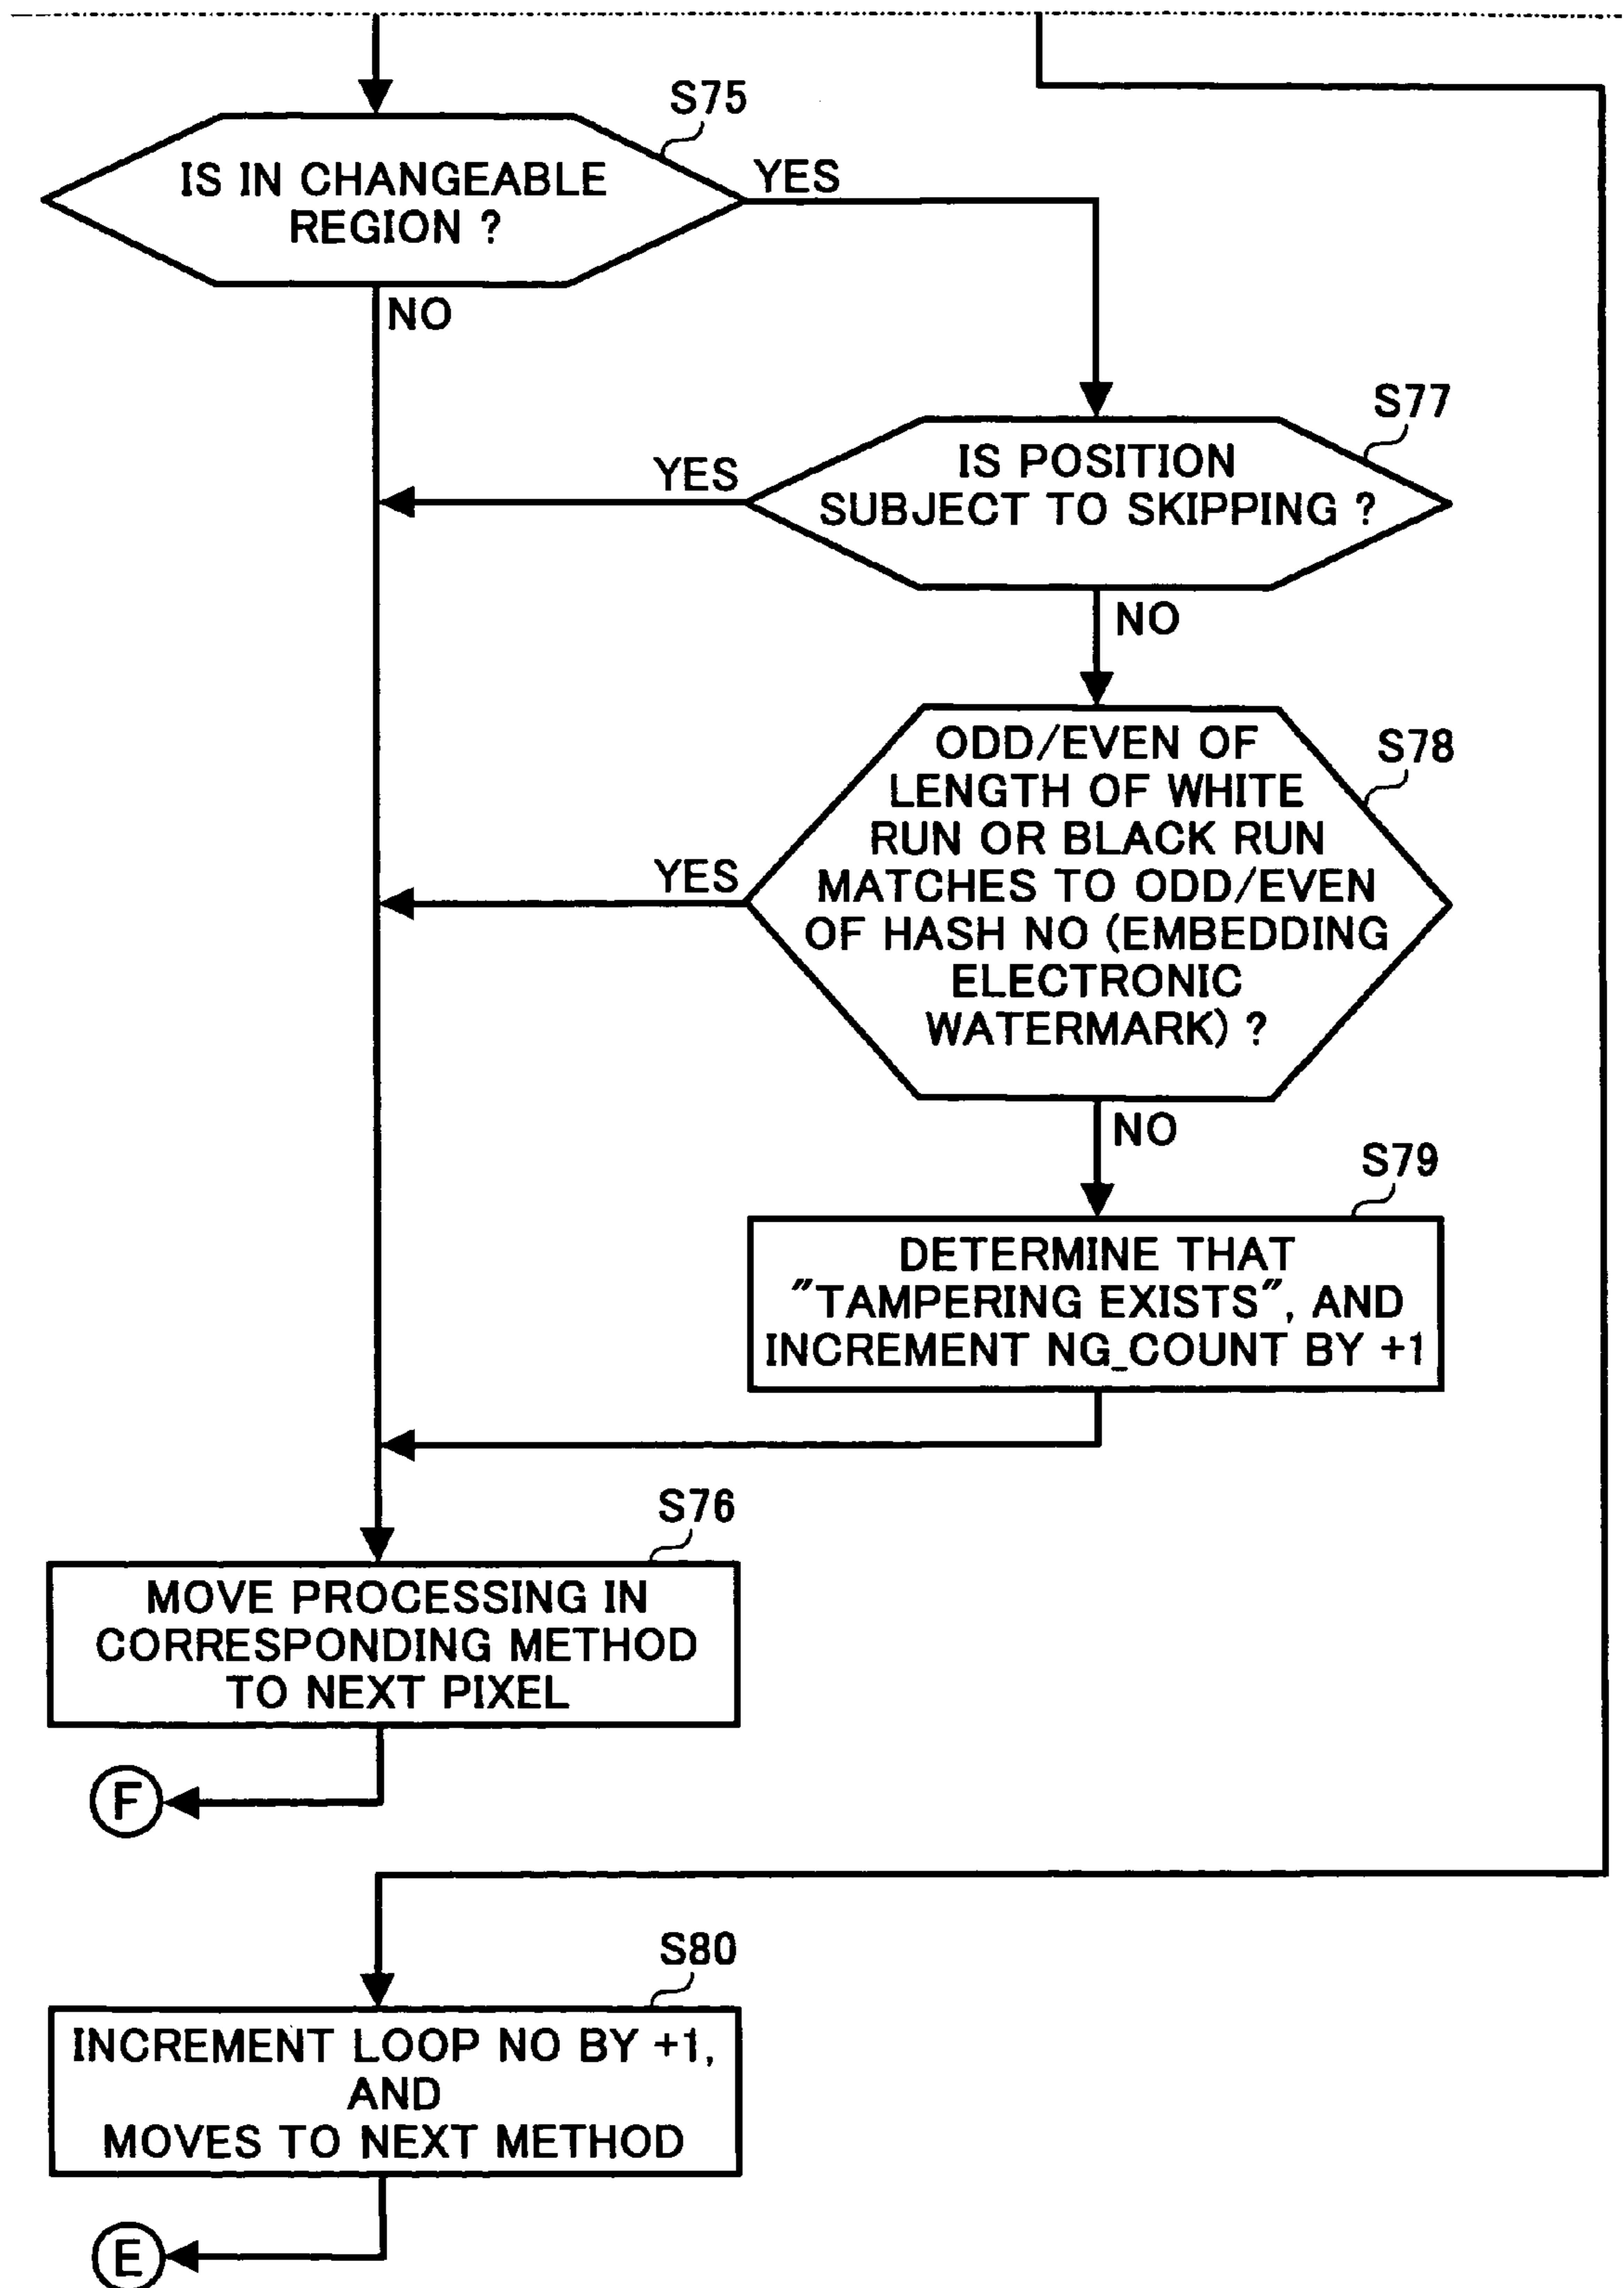 S75
IS IN CHANGEABLE
REGION ?
YES
NO
S77
IS POSITION
SUBJECT TO SKIPPING ?
YES
NO
S78
ODD/EVEN OF
LENGTH OF WHITE
RUN OR BLACK RUN
MATCHES TO ODD/EVEN
OF HASH NO (EMBEDDING
ELECTRONIC
WATERMARK) ?
YES
NO
S79
DETERMINE THAT
"TAMPERING EXISTS", AND
INCREMENT NG_COUNT BY +1
S76
MOVE PROCESSING IN
CORRESPONDING METHOD
TO NEXT PIXEL
F
S80
INCREMENT LOOP NO BY +1,
AND
MOVES TO NEXT METHOD
E